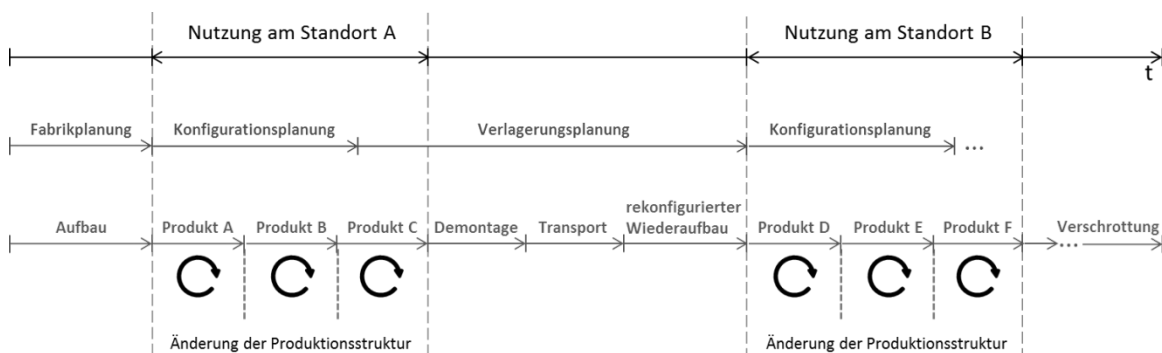 Nutzung am Standort A
Nutzung am Standort B
t
Fabrikplanung
Konfigurationsplanung
Verlagerungsplanung
Konfigurationsplanung
...
Aufbau
Produkt A
Produkt B
Produkt C
Demontage
Transport
rekonfigurierter
Wiederaufbau
Produkt D
Produkt E
Produkt F
...
Verschrottung
Änderung der Produktionsstruktur
Änderung der Produktionsstruktur